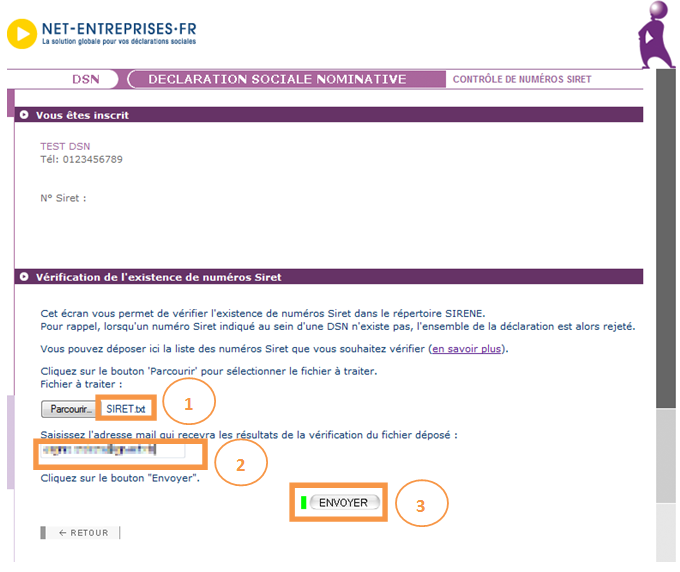 NET-ENTREPRISES·FR
La solution globale pour vos déclarations sociales
DSN DECLARATION SOCIALE NOMINATIVE CONTRÔLE DE NUMÉROS SIRET
Vous êtes inscrit
TEST DSN
Tél: 0123456789
N° Siret :
Vérification de l'existence de numéros Siret
Cet écran vous permet de vérifier l'existence de numéros Siret dans le répertoire SIRENE.
Pour rappel, lorsqu'un numéro Siret indiqué au sein d'une DSN n'existe pas, l'ensemble de la déclaration est alors rejeté.
Vous pouvez déposer ici la liste des numéros Siret que vous souhaitez vérifier (en savoir plus).
Cliquez sur le bouton 'Parcourir' pour sélectionner le fichier à traiter.
Fichier à traiter :
Parcourir... SIRET.txt 1
Saisissez l'adresse mail qui recevra les résultats de la vérification du fichier déposé :
2
Cliquez sur le bouton "Envoyer".
ENVOYER 3
← RETOUR